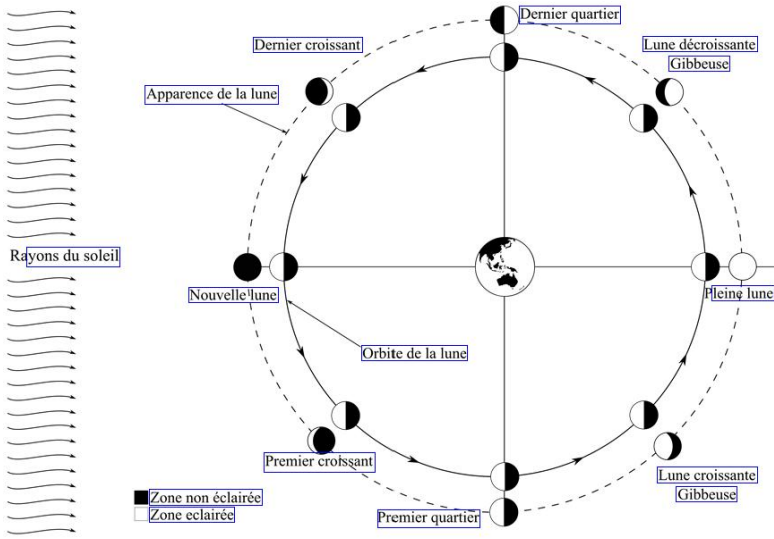 Dernier quartier
Dernier croissant
Lune décroissante
Gibbeuse
Apparence de la lune
Rayons du soleil
Nouvelle lune
Pleine lune
Orbite de la lune
Premier croissant
Lune croissante
Gibbeuse
Zone non éclairée
Zone eclairée
Premier quartier